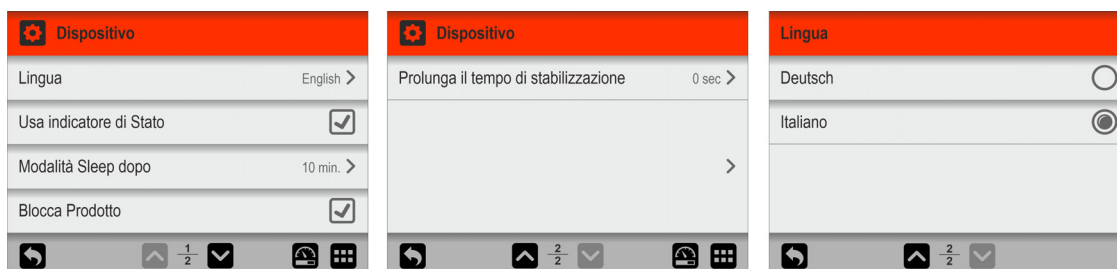 Dispositivo
Lingua English
Usa indicatore di Stato
Modalità Sleep dopo 10 min.
Blocca Prodotto
1
2
Dispositivo
Prolunga il tempo di stabilizzazione 0 sec
2
2
Lingua
Deutsch
Italiano
2
2